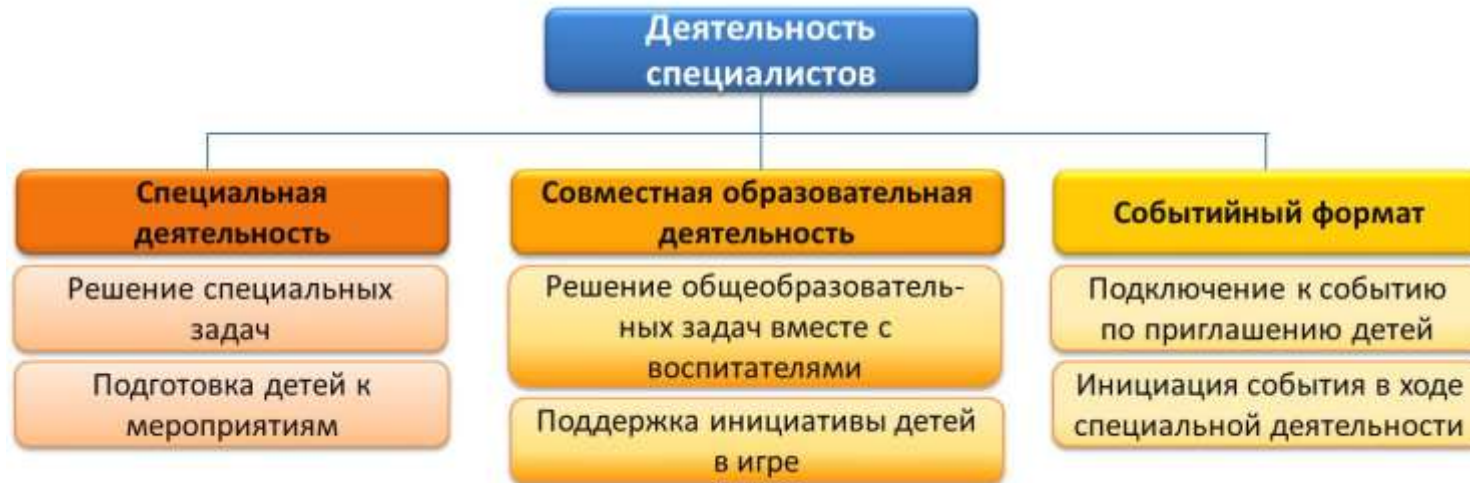 Деятельность
специалистов
Специальная
деятельность
Решение специальных
задач
Подготовка детей к
мероприятиям
Совместная образовательная
деятельность
Решение общеобразователь-
ных задач вместе с
воспитателями
Поддержка инициативы детей
в игре
Событийный формат
Подключение к событию
по приглашению детей
Инициация события в ходе
специальной деятельности